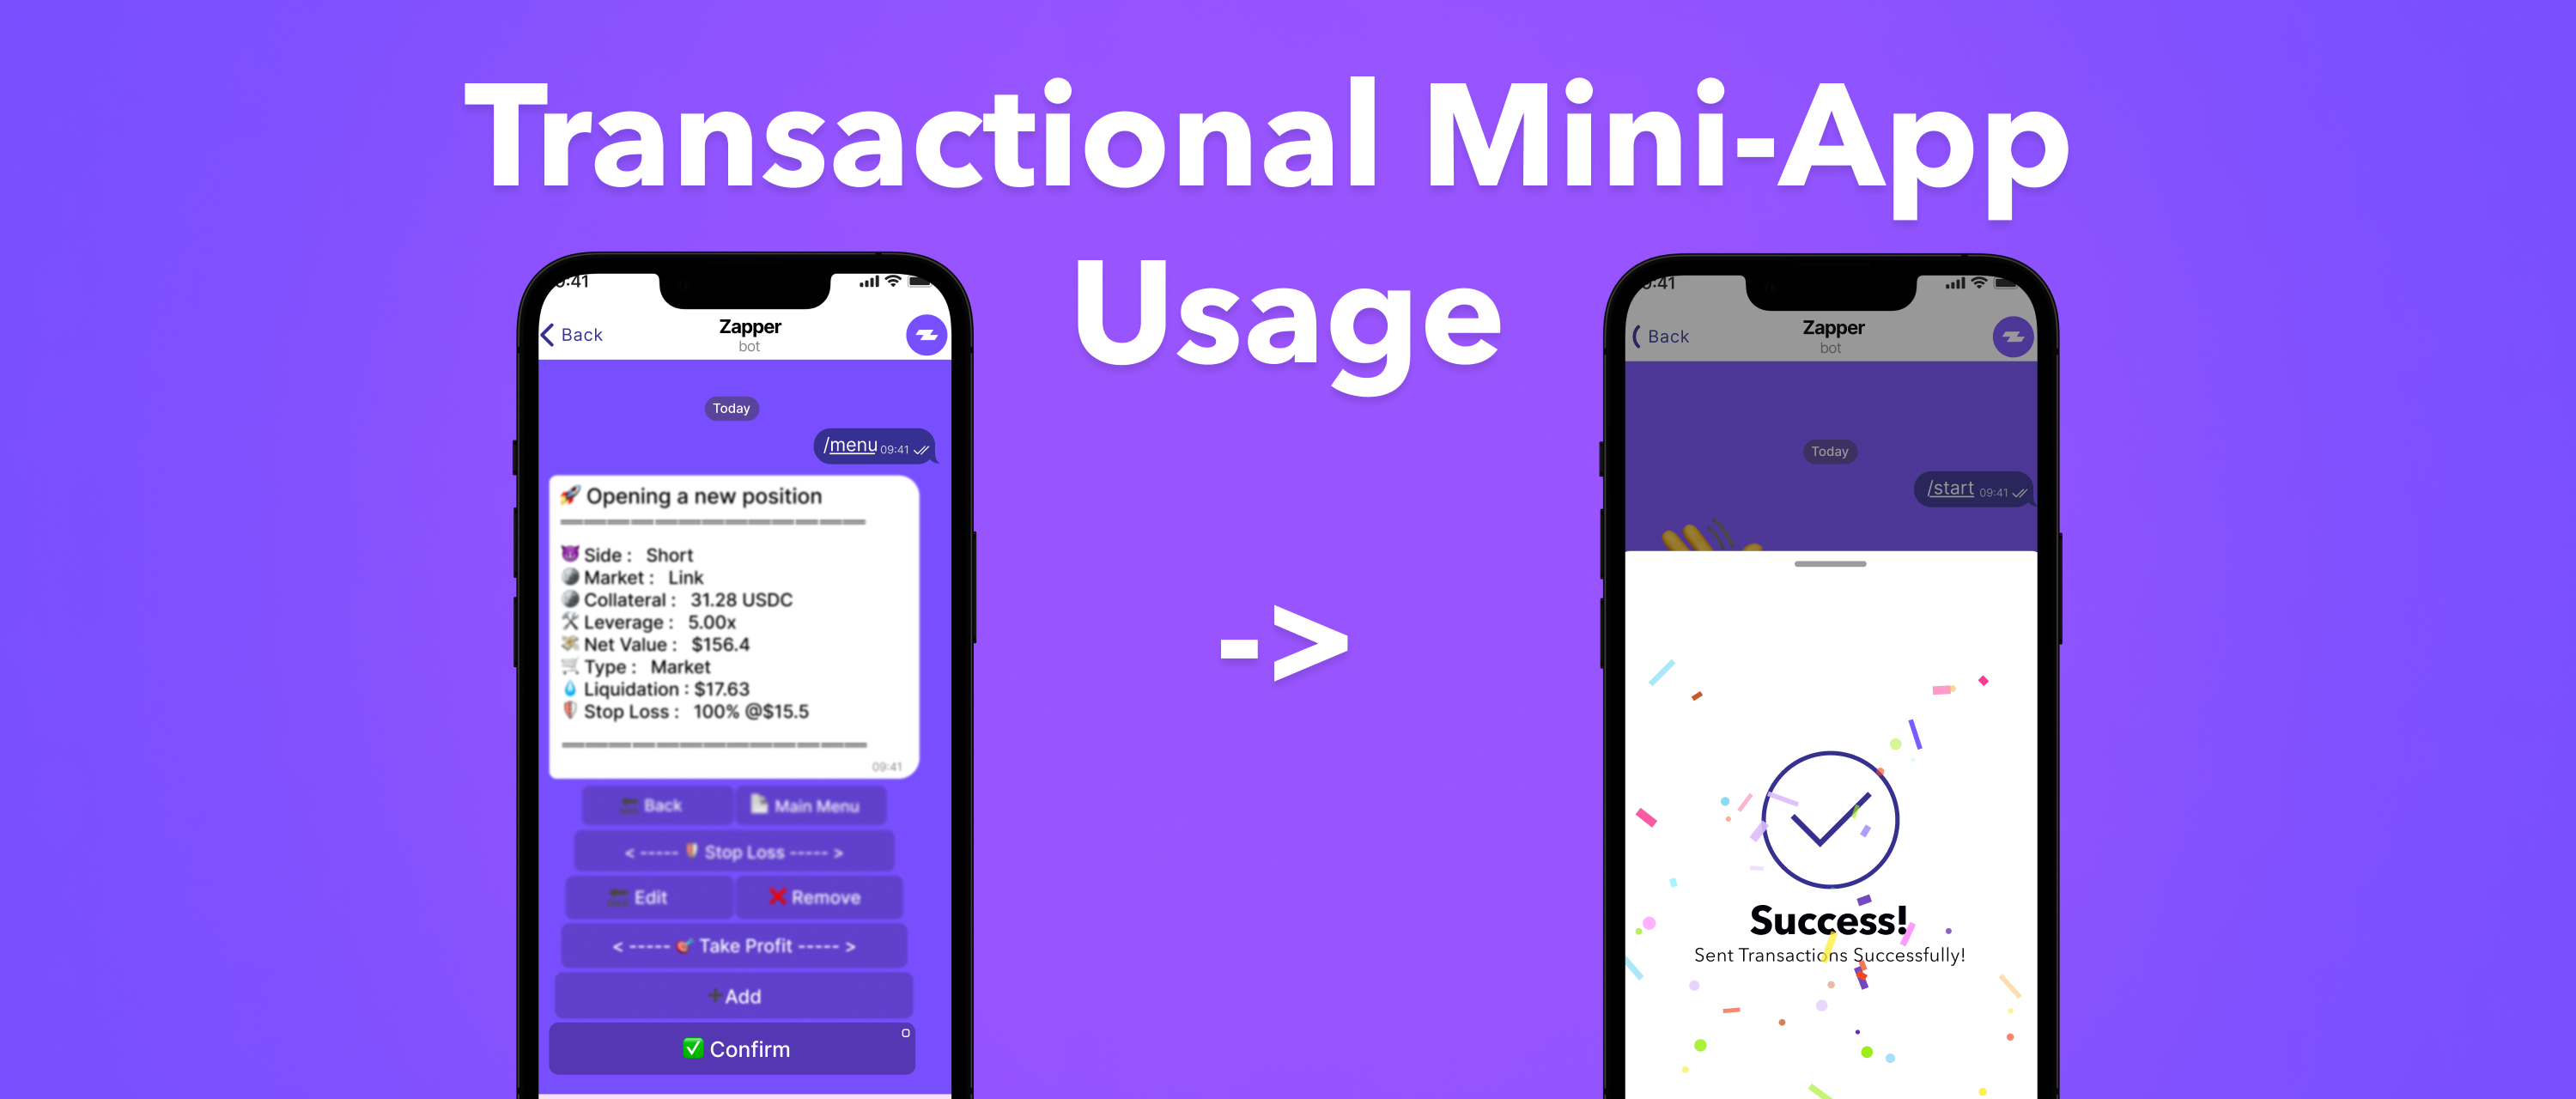 Transactional Mini-App
Usage
9:41
Back
Zapper
bot
Today
/menu 09:41
Opening a new position
Side : Short
Market : Link
Collateral : 31.28 USDC
Leverage : 5.00x
Net Value : $156.4
Type : Market
Liquidation : $17.63
Stop Loss : 100% @$15.5
09:41
Back
Main Menu
< ----- Stop Loss ----- >
Edit
Remove
< ----- Take Profit ----- >
Add
Confirm
->
9:41
Back
Zapper
bot
Today
/start 09:41
Success!
Sent Transactions Successfully!